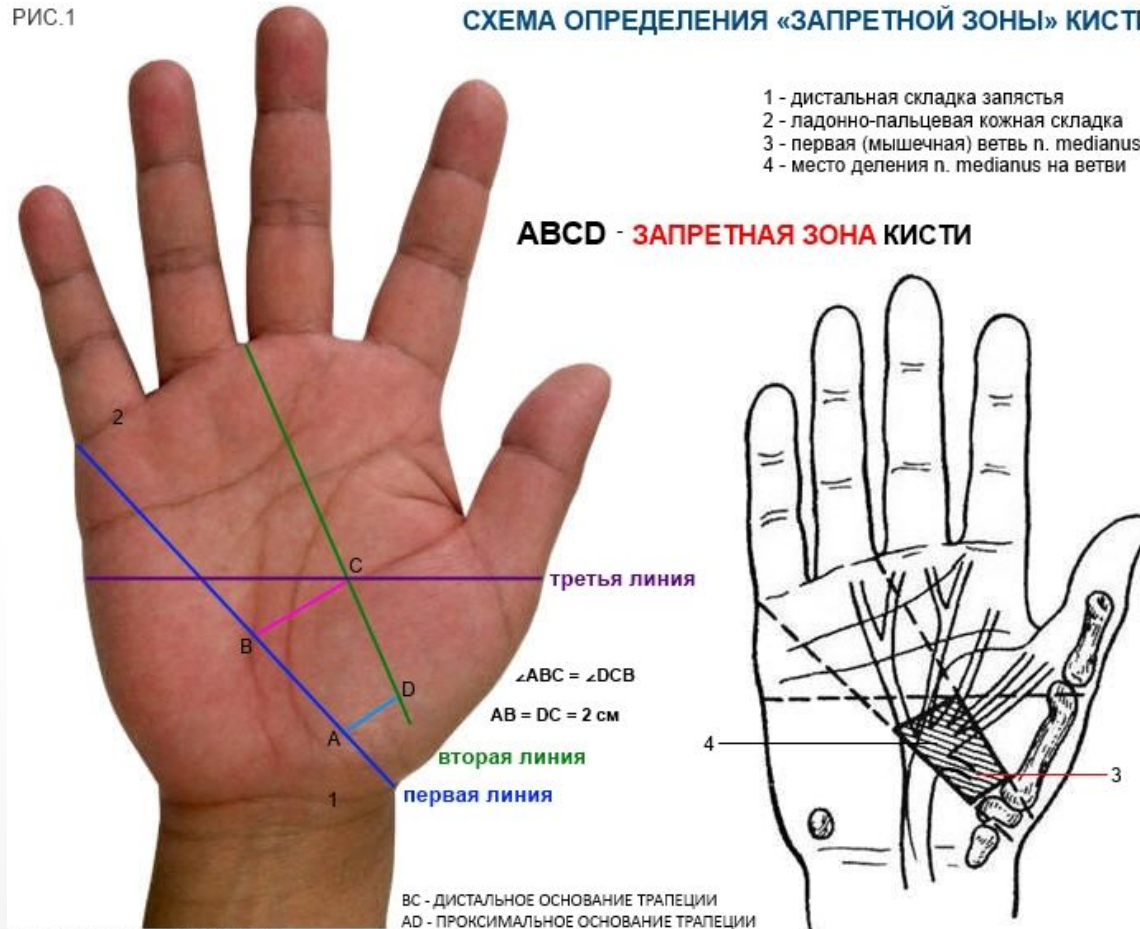 РИС.1
СХЕМА ОПРЕДЕЛЕНИЯ «ЗАПРЕТНОЙ ЗОНЫ» КИСТИ
1 - дистальная складка запястья
2 - ладонно-пальцевая кожная складка
3 - первая (мышечная) ветвь n. medianus
4 - место деления n. medianus на ветви
ABCD - ЗАПРЕТНАЯ ЗОНА КИСТИ
2
C
третья линия
B
∠ABC = ∠DCB
D
AB = DC = 2 см
A
4
вторая линия
3
первая линия
1
BC - ДИСТАЛЬНОЕ ОСНОВАНИЕ ТРАПЕЦИИ
AD - ПРОКСИМАЛЬНОЕ ОСНОВАНИЕ ТРАПЕЦИИ